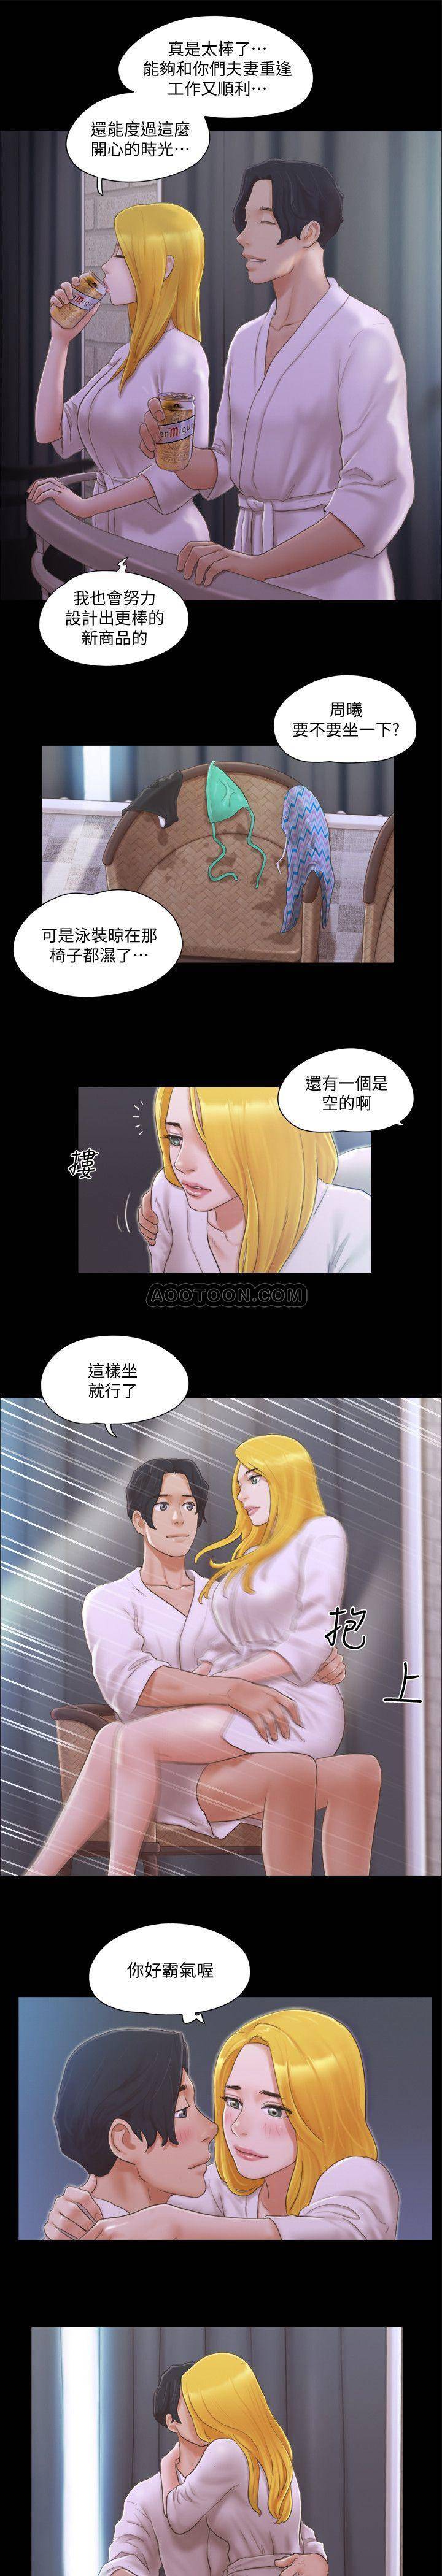 真是太棒了…
能夠和你們夫妻重逢
工作又順利…
還能度過這麼
開心的時光…
anMigu
我也會努力
設計出更棒的
新商品的
周曦
要不要坐一下?
可是泳裝晾在那
椅子都濕了…
還有一個是
空的啊
摟
AOOTOON.COM
這樣坐
就行了
抱
上
你好霸氣喔